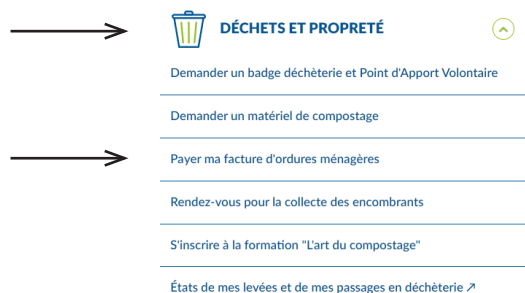 DÉCHETS ET PROPRETÉ
Demander un badge déchèterie et Point d'Apport Volontaire
Demander un matériel de compostage
Payer ma facture d'ordures ménagères
Rendez-vous pour la collecte des encombrants
S'inscrire à la formation "L'art du compostage"
États de mes levées et de mes passages en déchèterie ↗